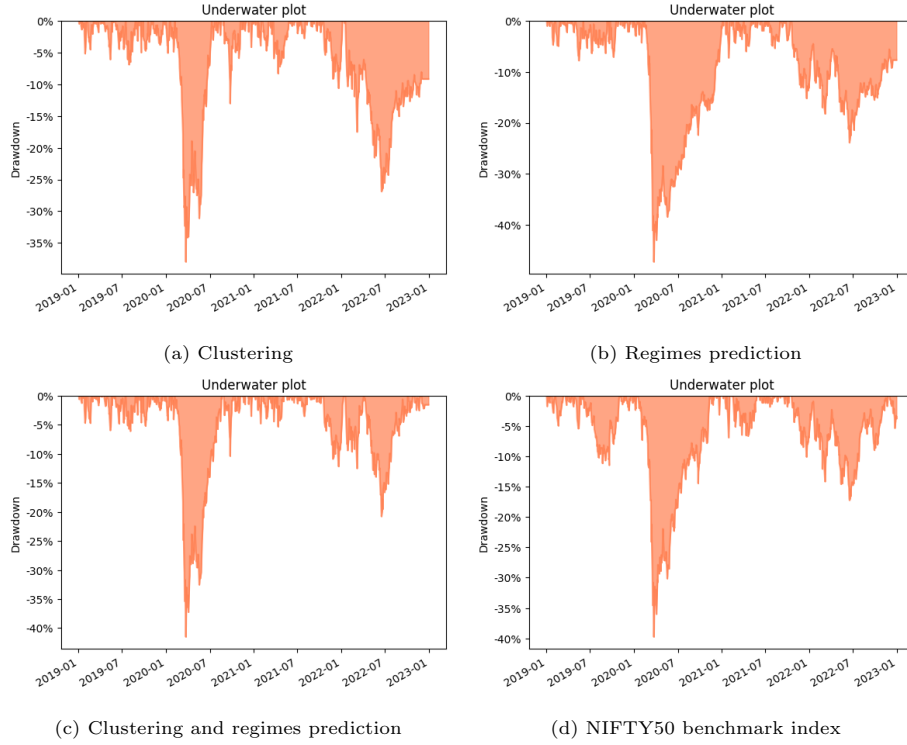 Underwater plot
0%
-5%
-10%
-15%
-20%
-25%
-30%
-35%
Drawdown
2019-01 2019-07 2020-01 2020-07 2021-01 2021-07 2022-01 2022-07 2023-01
(a) Clustering
Underwater plot
0%
-10%
-20%
-30%
-40%
Drawdown
2019-01 2019-07 2020-01 2020-07 2021-01 2021-07 2022-01 2022-07 2023-01
(b) Regimes prediction
Underwater plot
0%
-5%
-10%
-15%
-20%
-25%
-30%
-35%
-40%
Drawdown
2019-01 2019-07 2020-01 2020-07 2021-01 2021-07 2022-01 2022-07 2023-01
(c) Clustering and regimes prediction
Underwater plot
0%
-5%
-10%
-15%
-20%
-25%
-30%
-35%
-40%
Drawdown
2019-01 2019-07 2020-01 2020-07 2021-01 2021-07 2022-01 2022-07 2023-01
(d) NIFTY50 benchmark index